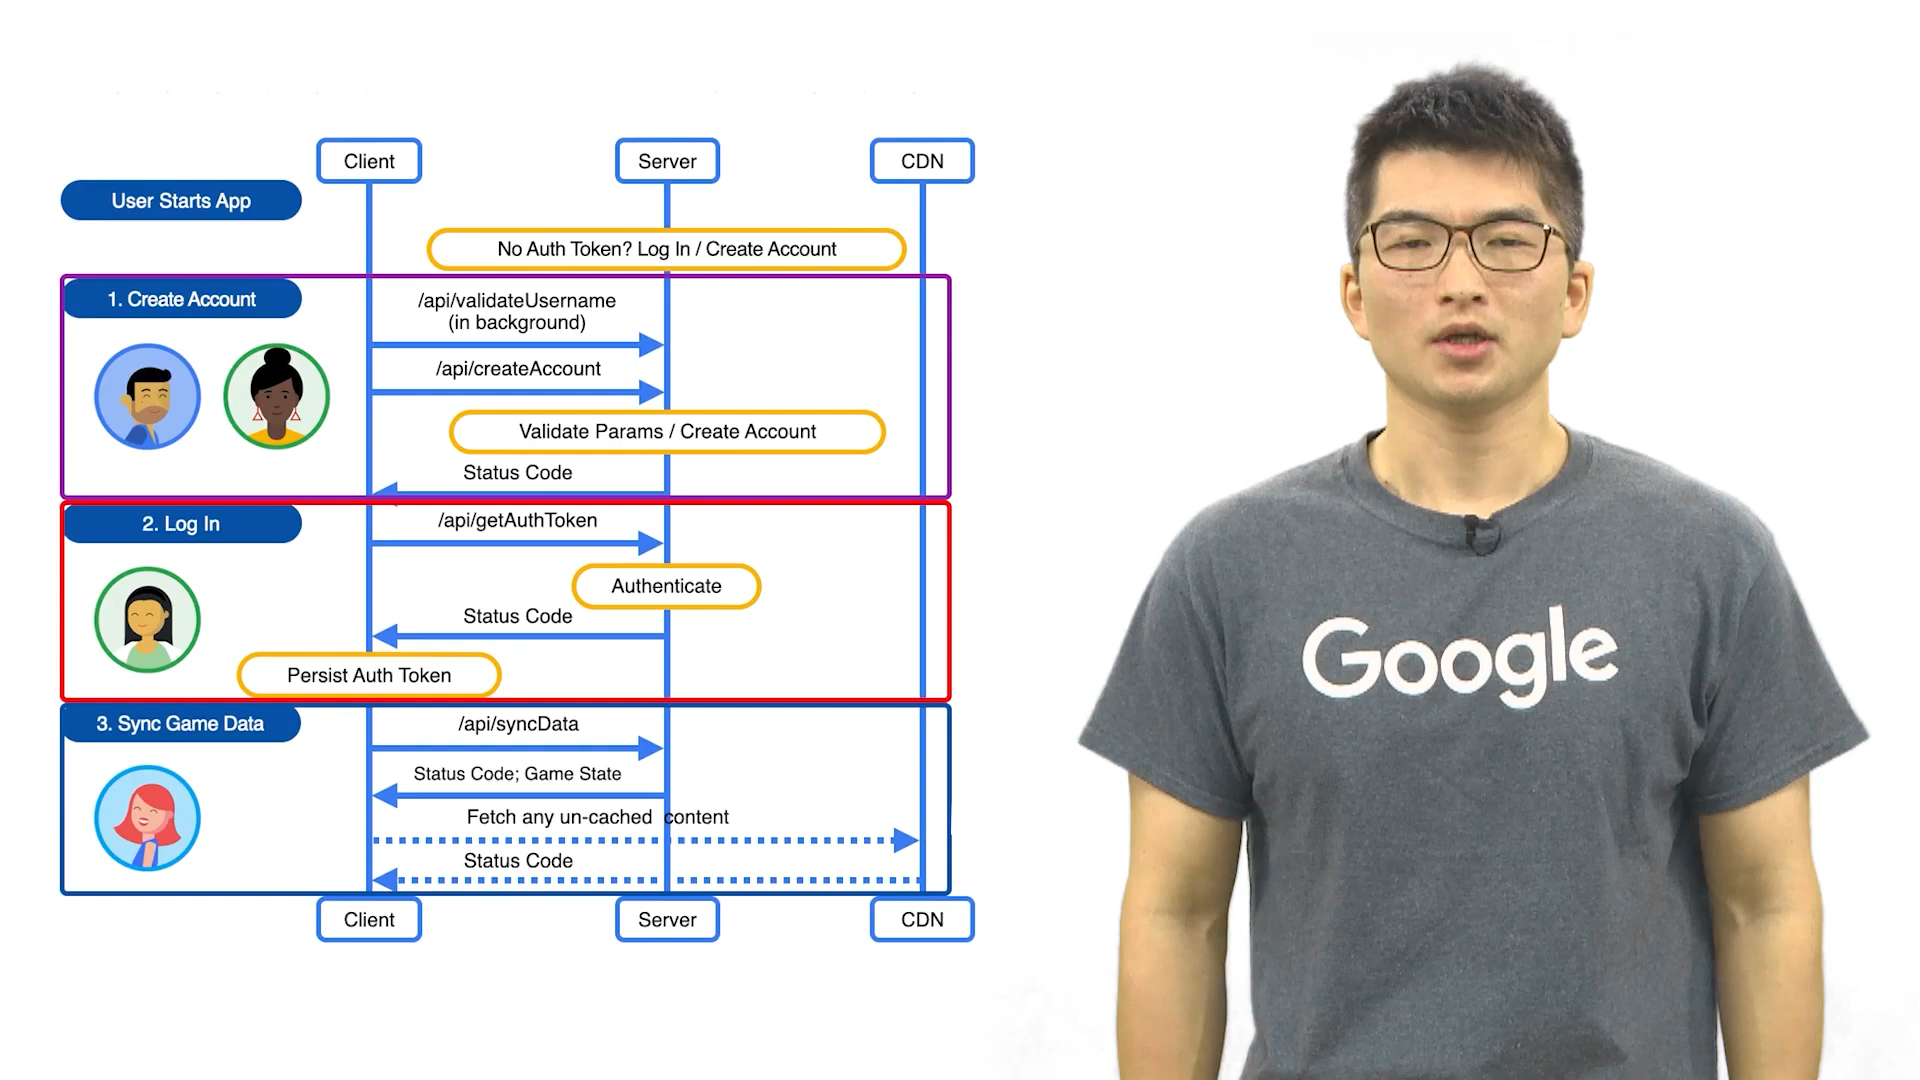 Client
Server
CDN
User Starts App
No Auth Token? Log In / Create Account
1. Create Account
/api/validateUsername
(in background)
/api/createAccount
Validate Params / Create Account
Status Code
2. Log In
/api/getAuthToken
Authenticate
Status Code
Persist Auth Token
3. Sync Game Data
/api/syncData
Status Code; Game State
Fetch any un-cached content
Status Code
Client
Server
CDN
Google